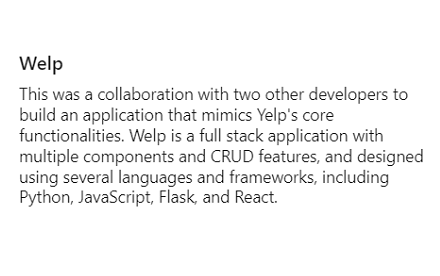 Welp
This was a collaboration with two other developers to
build an application that mimics Yelp's core
functionalities. Welp is a full stack application with
multiple components and CRUD features, and designed
using several languages and frameworks, including
Python, JavaScript, Flask, and React.